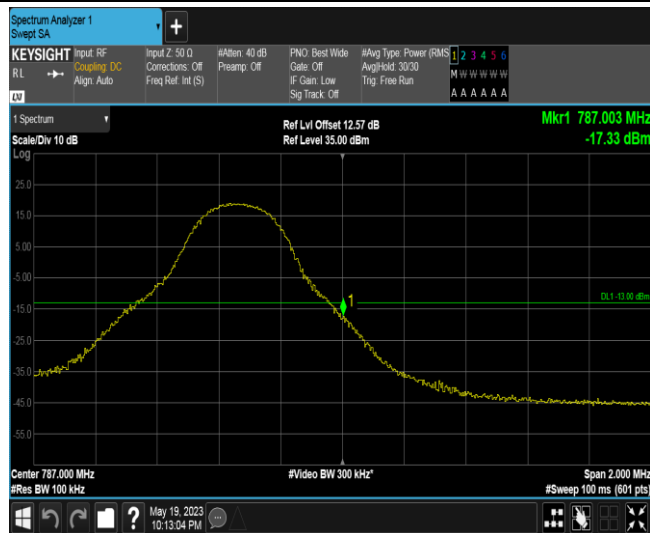 Spectrum Analyzer 1
Swept SA
+
KEYSIGHT
RL
LXI
Input: RF
Coupling: DC
Align: Auto
Input Z: 50 Ω
Corrections: Off
Freq Ref: Int (S)
#Atten: 40 dB
Preamp: Off
PNO: Best Wide
Gate: Off
IF Gain: Low
Sig Track: Off
#Avg Type: Power (RMS
Avg|Hold: 30/30
Trig: Free Run
1 2 3 4 5 6
M W W W W W
A A A A A A
1 Spectrum
Scale/Div 10 dB
Log
Ref Lvl Offset 12.57 dB
Ref Level 35.00 dBm
Mkr1 787.003 MHz
-17.33 dBm
25.0
15.0
5.00
-5.00
-15.0
-25.0
-35.0
-45.0
-55.0
1
DL1 -13.00 dBm
Center 787.000 MHz
#Res BW 100 kHz
#Video BW 300 kHz*
Span 2.000 MHz
#Sweep 100 ms (601 pts)
?
May 19, 2023
10:13:04 PM